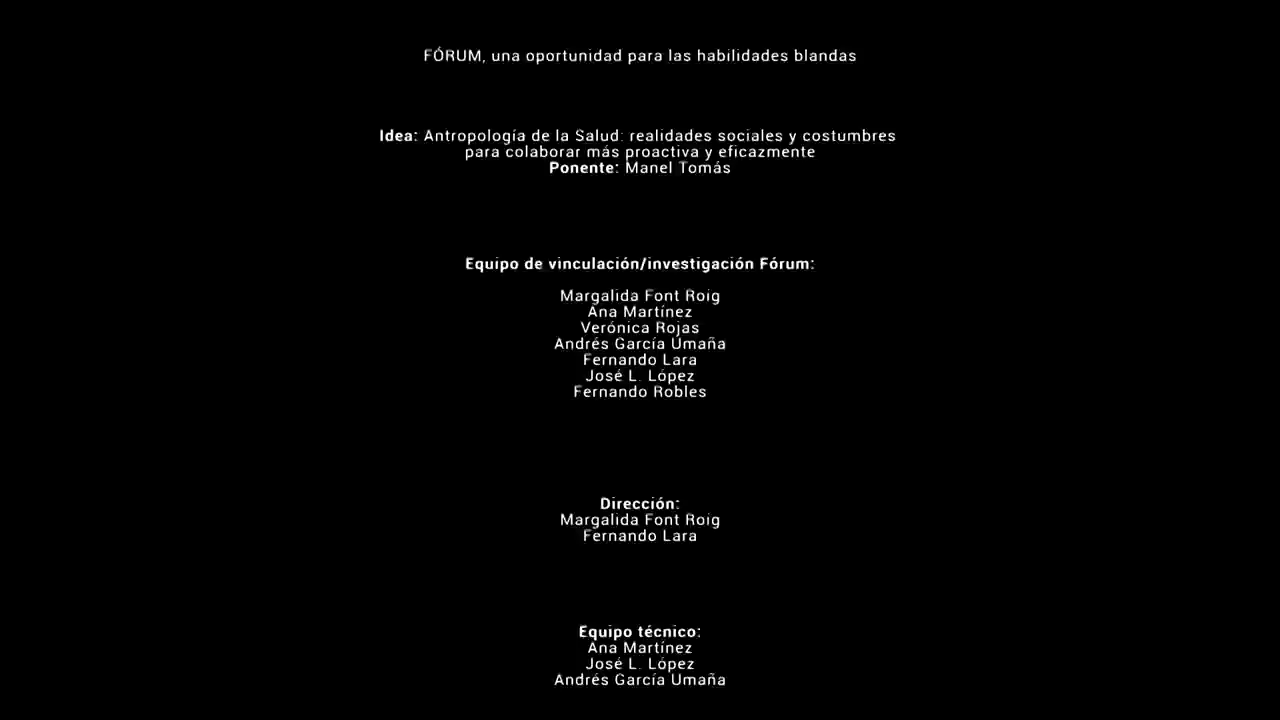 FÓRUM, una oportunidad para las habilidades blandas
Idea: Antropología de la Salud: realidades sociales y costumbres
para colaborar más proactiva y eficazmente
Ponente: Manel Tomás
Equipo de vinculación/investigación Fórum:
Margalida Font Roig
Ana Martínez
Verónica Rojas
Andrés García Umaña
Fernando Lara
José L. López
Fernando Robles
Dirección:
Margalida Font Roig
Fernando Lara
Equipo técnico:
Ana Martínez
José L. López
Andrés García Umaña